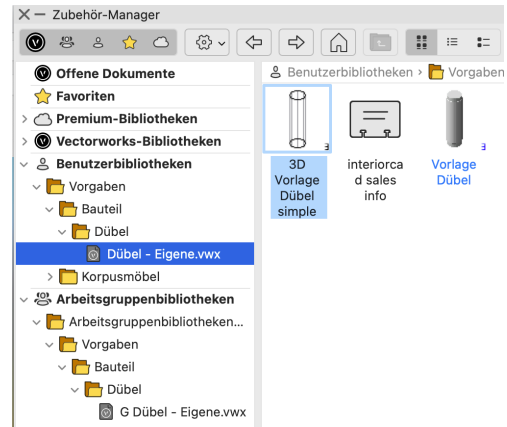 Zubehör-Manager
Offene Dokumente
Favoriten
Premium-Bibliotheken
Vectorworks-Bibliotheken
Benutzerbibliotheken
Vorgaben
Bauteil
Dübel
Dübel - Eigene.vwx
Korpusmöbel
Arbeitsgruppenbibliotheken
Arbeitsgruppenbibliotheken...
Vorgaben
Bauteil
Dübel
G Dübel - Eigene.vwx
Benutzerbibliotheken › Vorgaben
3D
Vorlage
Dübel
simple
interiorca
d sales
info
Vorlage
Dübel